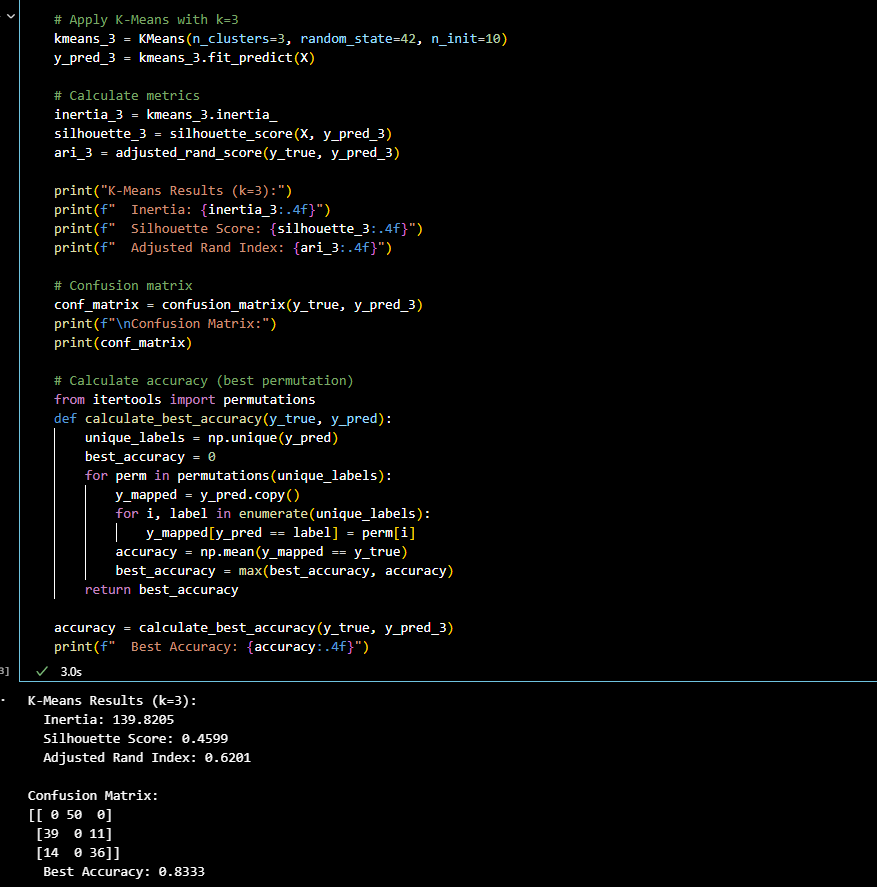 # Apply K-Means with k=3
kmeans_3 = KMeans(n_clusters=3, random_state=42, n_init=10)
y_pred_3 = kmeans_3.fit_predict(X)

# Calculate metrics
inertia_3 = kmeans_3.inertia_
silhouette_3 = silhouette_score(X, y_pred_3)
ari_3 = adjusted_rand_score(y_true, y_pred_3)

print("K-Means Results (k=3):")
print(f"  Inertia: {inertia_3:.4f}")
print(f"  Silhouette Score: {silhouette_3:.4f}")
print(f"  Adjusted Rand Index: {ari_3:.4f}")

# Confusion matrix
conf_matrix = confusion_matrix(y_true, y_pred_3)
print(f"\nConfusion Matrix:")
print(conf_matrix)

# Calculate accuracy (best permutation)
from itertools import permutations
def calculate_best_accuracy(y_true, y_pred):
    unique_labels = np.unique(y_pred)
    best_accuracy = 0
    for perm in permutations(unique_labels):
        y_mapped = y_pred.copy()
        for i, label in enumerate(unique_labels):
            y_mapped[y_pred == label] = perm[i]
        accuracy = np.mean(y_mapped == y_true)
        best_accuracy = max(best_accuracy, accuracy)
    return best_accuracy

accuracy = calculate_best_accuracy(y_true, y_pred_3)
print(f"  Best Accuracy: {accuracy:.4f}")
3] ✓ 3.0s
K-Means Results (k=3):
  Inertia: 139.8205
  Silhouette Score: 0.4599
  Adjusted Rand Index: 0.6201

Confusion Matrix:
[[ 0 50  0]
 [39  0 11]
 [14  0 36]]
  Best Accuracy: 0.8333